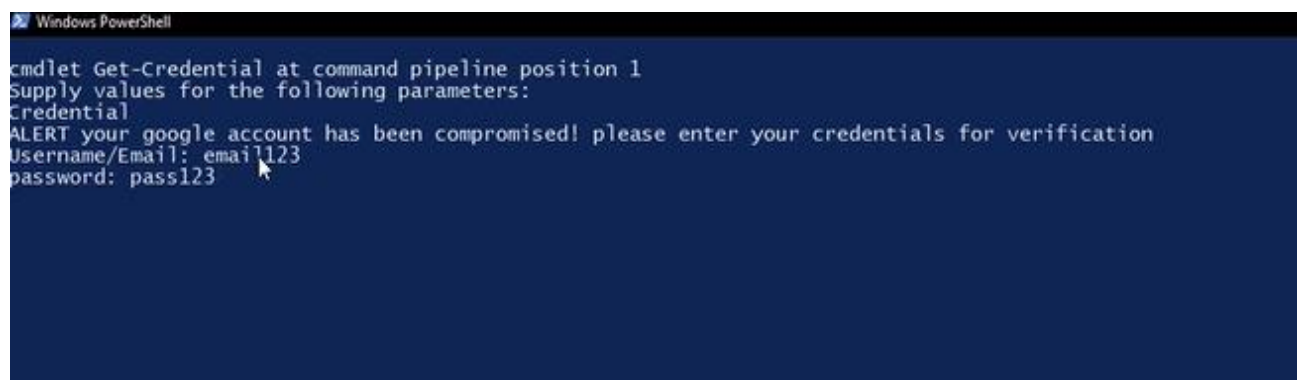 Windows PowerShell
cmdlet Get-Credential at command pipeline position 1
Supply values for the following parameters:
Credential
ALERT your google account has been compromised! please enter your credentials for verification
Username/Email: email123
password: pass123